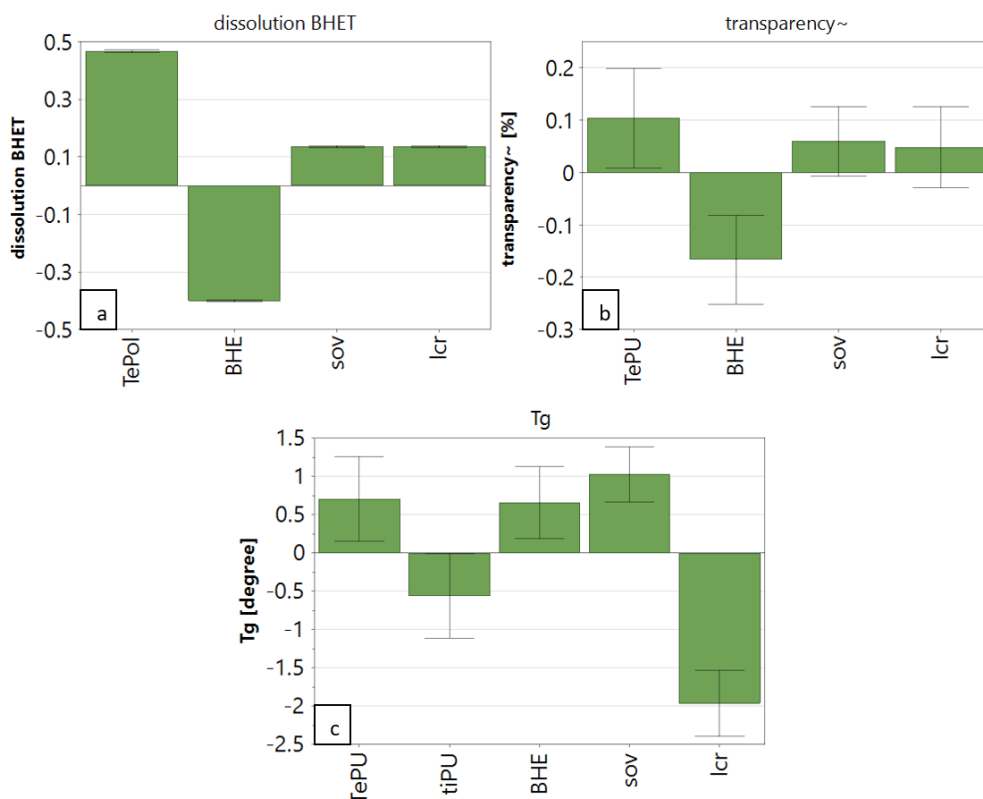 dissolution BHET
dissolution BHET
0.5
0.3
0.1
-0.1
-0.3
-0.5
a
TePol
BHE
sov
lcr
transparency~
transparency~ [%]
0.2
0.1
0
-0.1
-0.2
-0.3
b
TePU
BHE
sov
lcr
Tg
Tg [degree]
1.5
1
0.5
0
-0.5
-1
-1.5
-2
-2.5
c
TePU
tiPU
BHE
sov
lcr